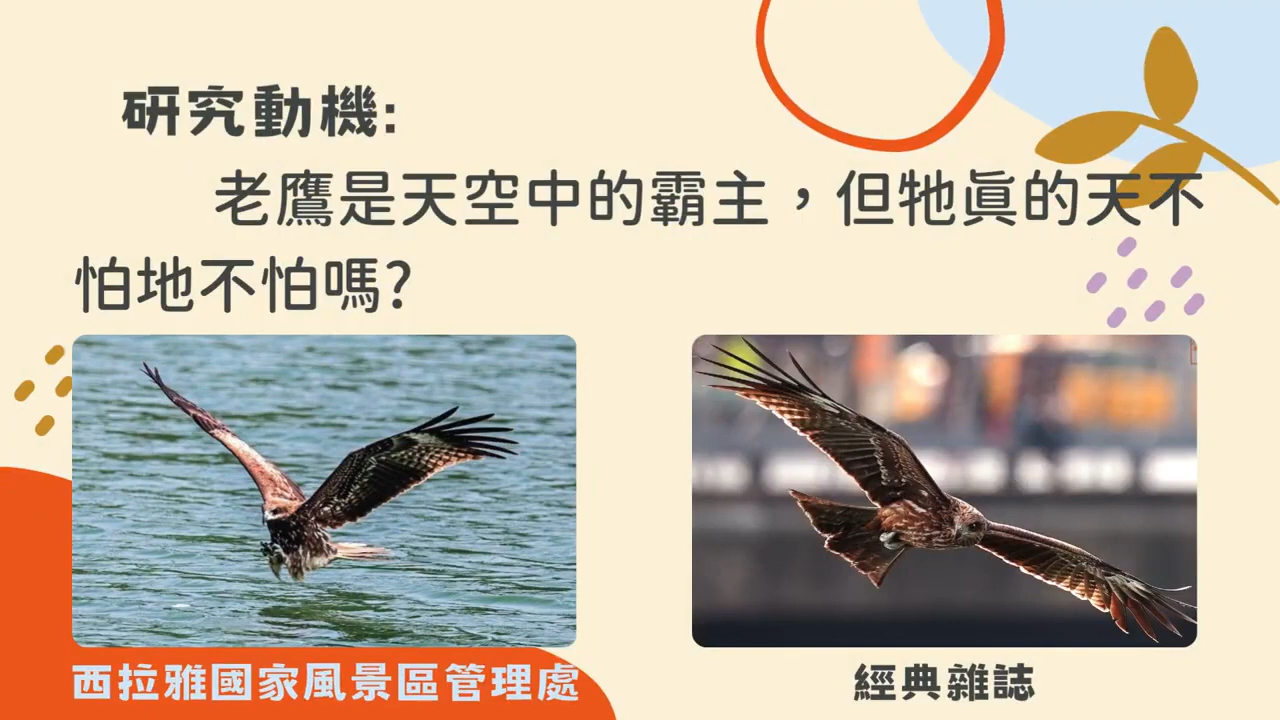 研究動機:
老鷹是天空中的霸主，但牠真的天不
怕地不怕嗎?
西拉雅國家風景區管理處
經典雜誌